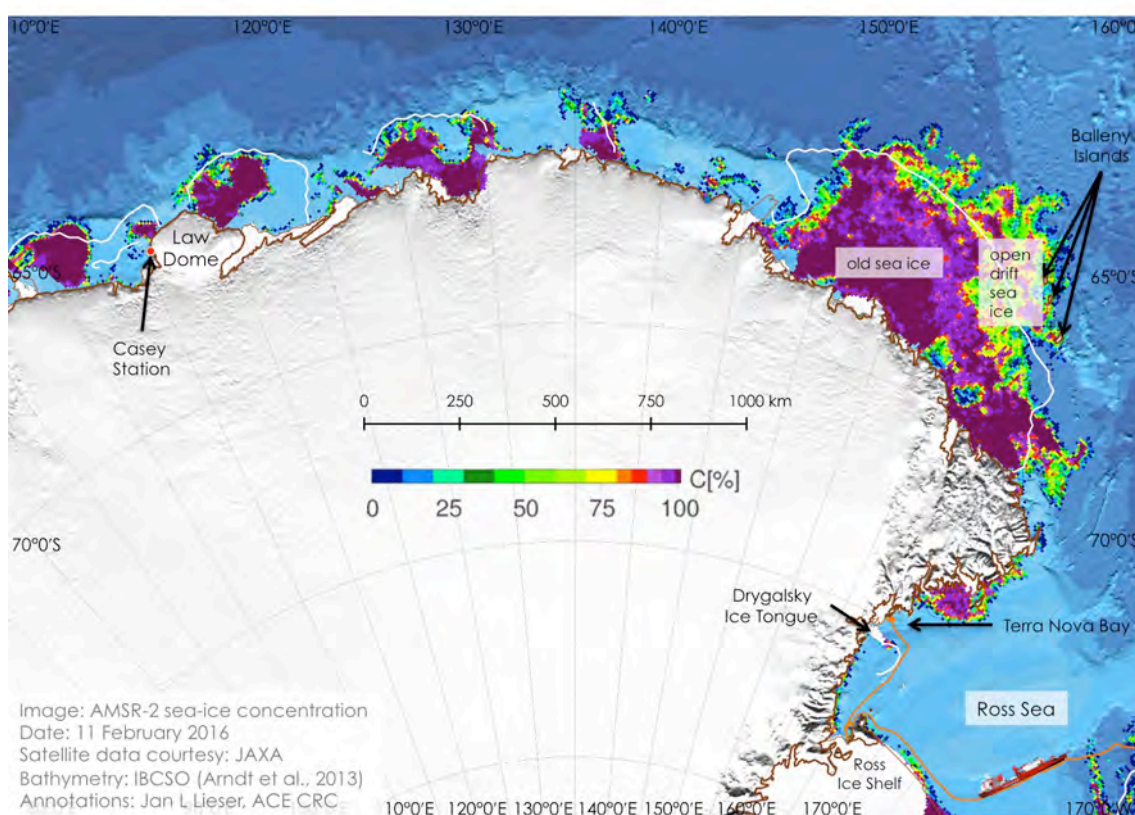 10°0'E 120°0'E 130°0'E 140°0'E 150°0'E 160°0'
Balleny
Islands
Law
Dome
old sea ice
open
drift
sea
ice
65°0'S
65°0'S
Casey
Station
0 250 500 750 1000 km
C[%]
0 25 50 75 100
70°0'S
70°0'S
Drygalsky
Ice Tongue
Terra Nova Bay
Ross Sea
Image: AMSR-2 sea-ice concentration
Date: 11 February 2016
Satellite data courtesy: JAXA
Bathymetry: IBCSO (Arndt et al., 2013)
Annotations: Jan L Lieser, ACE CRC
Ross
Ice Shelf
110°0'E 120°0'E 130°0'E 140°0'E 150°0'E 160°0'E 170°0'E 170°0'W